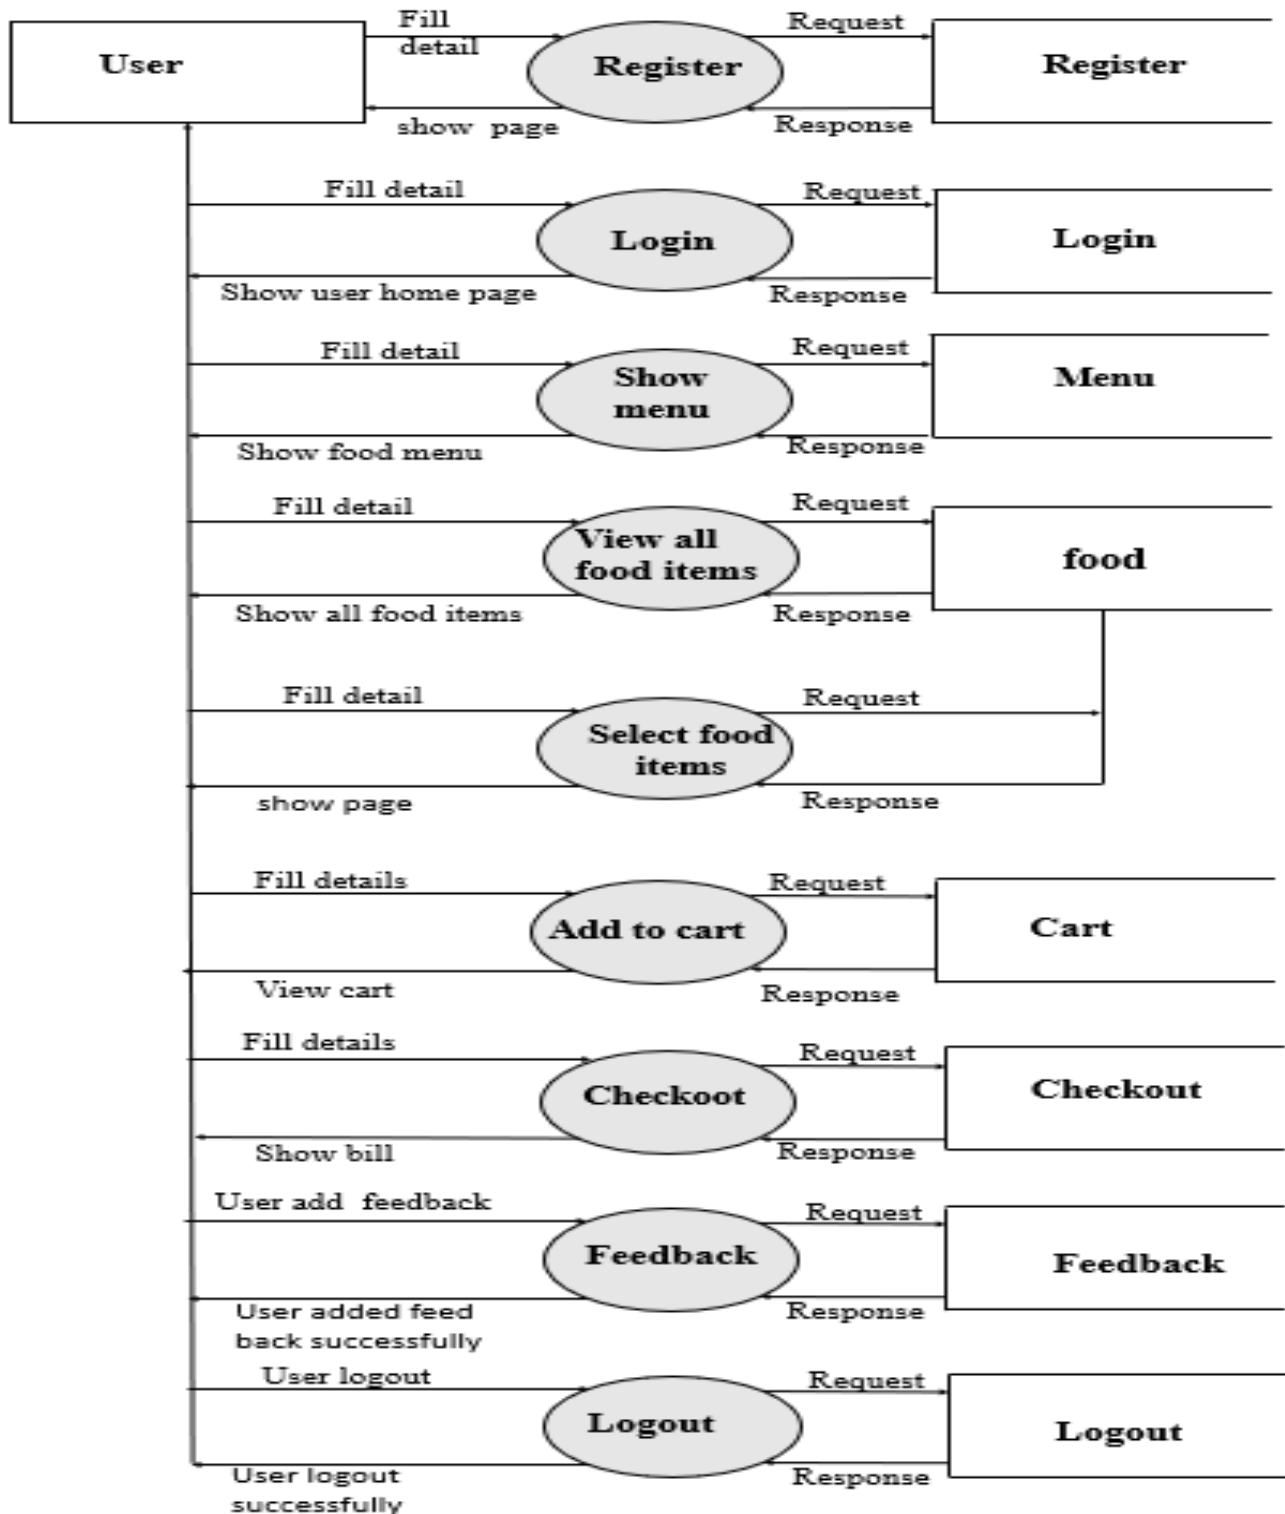 Fill
detail
Request
User
Register
Register
show page
Response
Fill detail
Request
Login
Login
Show user home page
Response
Fill detail
Request
Show
menu
Menu
Show food menu
Response
Fill detail
Request
View all
food items
food
Show all food items
Response
Fill detail
Request
Select food
items
show page
Response
Fill details
Request
Add to cart
Cart
View cart
Response
Fill details
Request
Checkoot
Checkout
Show bill
Response
User add feedback
Request
Feedback
Feedback
User added feed
back successfully
Response
User logout
Request
Logout
Logout
User logout
successfully
Response